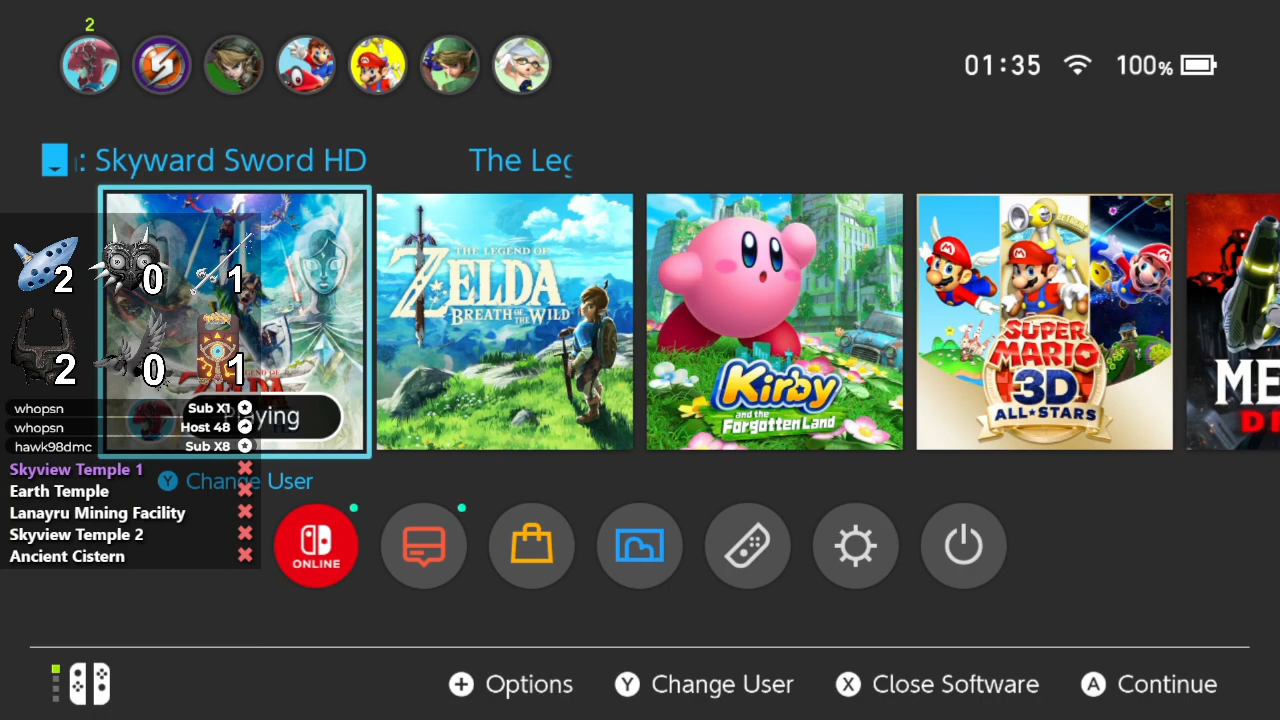 2
01:35
100%
: Skyward Sword HD
The Leg
2
0
1
2
0
1
THE LEGEND OF
ZELDA
BREATH OF THE WILD
Kirby
and the
Forgotten Land
SUPER
MARIO
3D
ALL★STARS
ME
D
Playing
whopsn Sub X1
whopsn Host 48
hawk98dmc Sub X8
Skyview Temple 1
Earth Temple
Lanayru Mining Facility
Skyview Temple 2
Ancient Cistern
Y Change User
ONLINE
+ Options
Y Change User
X Close Software
A Continue